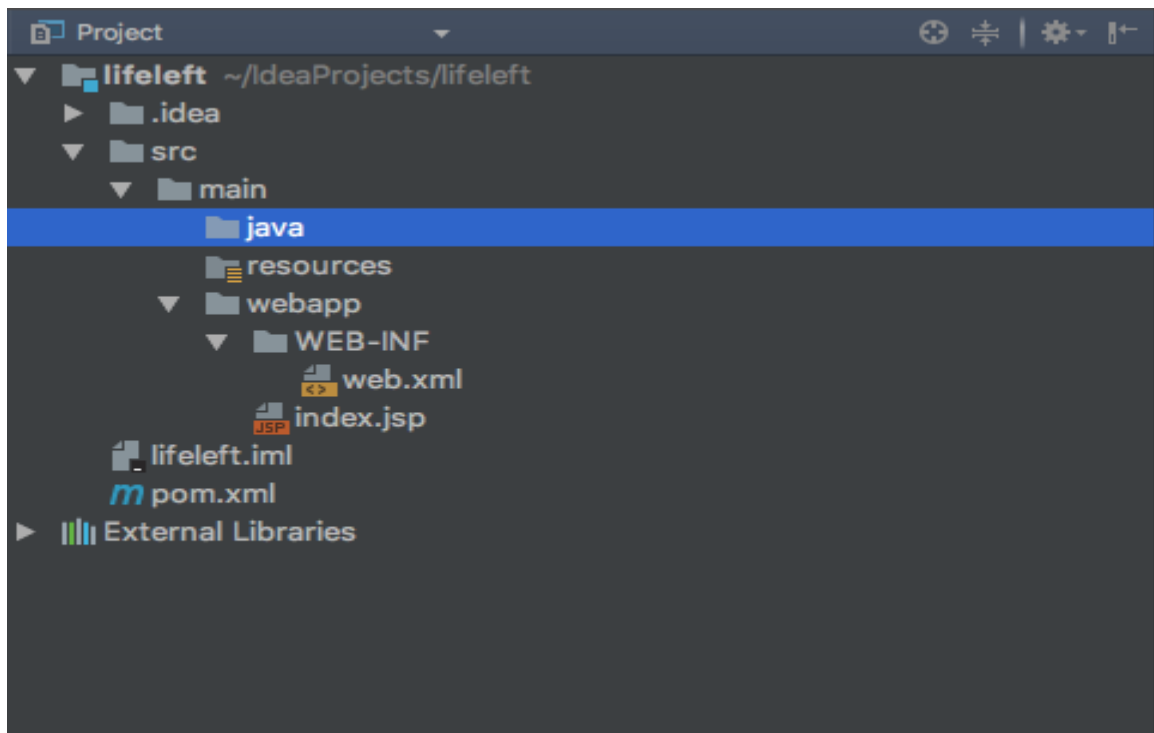 Project
lifeleft ~/IdeaProjects/lifeleft
.idea
src
main
java
resources
webapp
WEB-INF
<> web.xml
JSP index.jsp
lifeleft.iml
m pom.xml
External Libraries